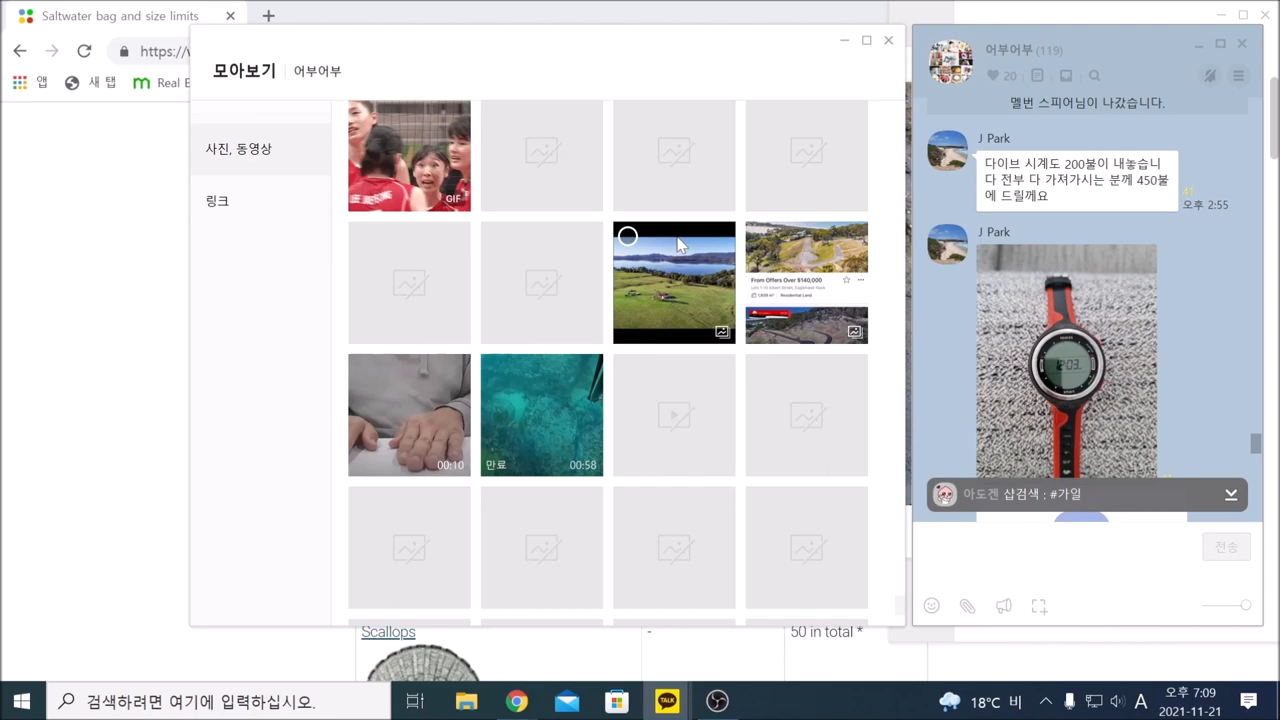 Saltwater bag and size limits
https://w
앱
새 탭
Real E
모아보기
어부어부
사진, 동영상
링크
GIF
From Offers Over $140,000
Residential Land
00:10
만료
00:58
Scallops
-
50 in total *
어부어부 (119)
20
멜번 스피어님이 나갔습니다.
J Park
다이브 시계도 200불이 내놓습니
다 전부 다 가져가시는 분께 450불
에 드릴께요
41
오후 2:55
J Park
아도겐 샵검색 : #가일
전송
검색하려면 여기에 입력하십시오.
TALK
18°C 비
A
오후 7:09
2021-11-21